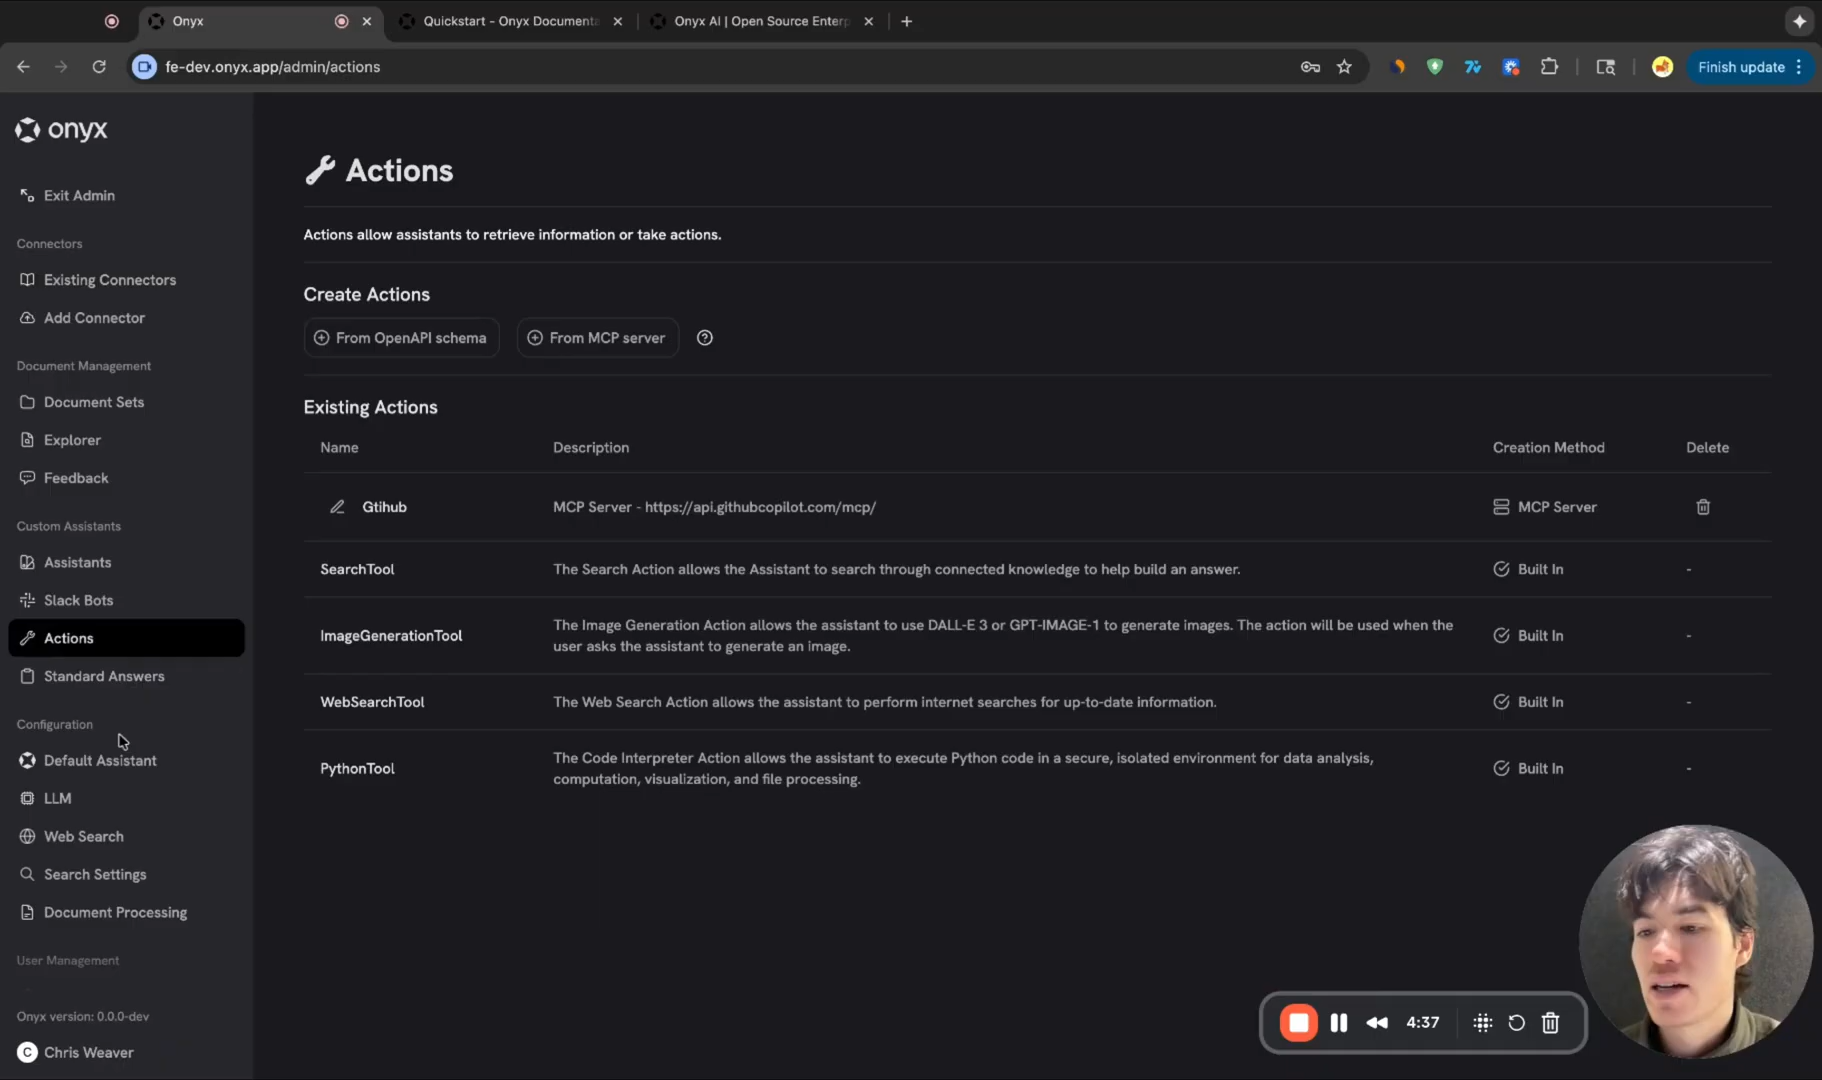 Onyx
Quickstart - Onyx Documenta
Onyx AI | Open Source Enterp
fe-dev.onyx.app/admin/actions
Finish update
onyx
Exit Admin
Connectors
Existing Connectors
Add Connector
Document Management
Document Sets
Explorer
Feedback
Custom Assistants
Assistants
Slack Bots
Actions
Standard Answers
Configuration
Default Assistant
LLM
Web Search
Search Settings
Document Processing
User Management
Onyx version: 0.0.0-dev
C Chris Weaver
Actions
Actions allow assistants to retrieve information or take actions.
Create Actions
From OpenAPI schema
From MCP server
Existing Actions
Name Description Creation Method Delete
Gtihub MCP Server - https://api.githubcopilot.com/mcp/ MCP Server
SearchTool The Search Action allows the Assistant to search through connected knowledge to help build an answer. Built In -
ImageGenerationTool The Image Generation Action allows the assistant to use DALL-E 3 or GPT-IMAGE-1 to generate images. The action will be used when the
user asks the assistant to generate an image. Built In -
WebSearchTool The Web Search Action allows the assistant to perform internet searches for up-to-date information. Built In -
PythonTool The Code Interpreter Action allows the assistant to execute Python code in a secure, isolated environment for data analysis,
computation, visualization, and file processing. Built In -
4:37